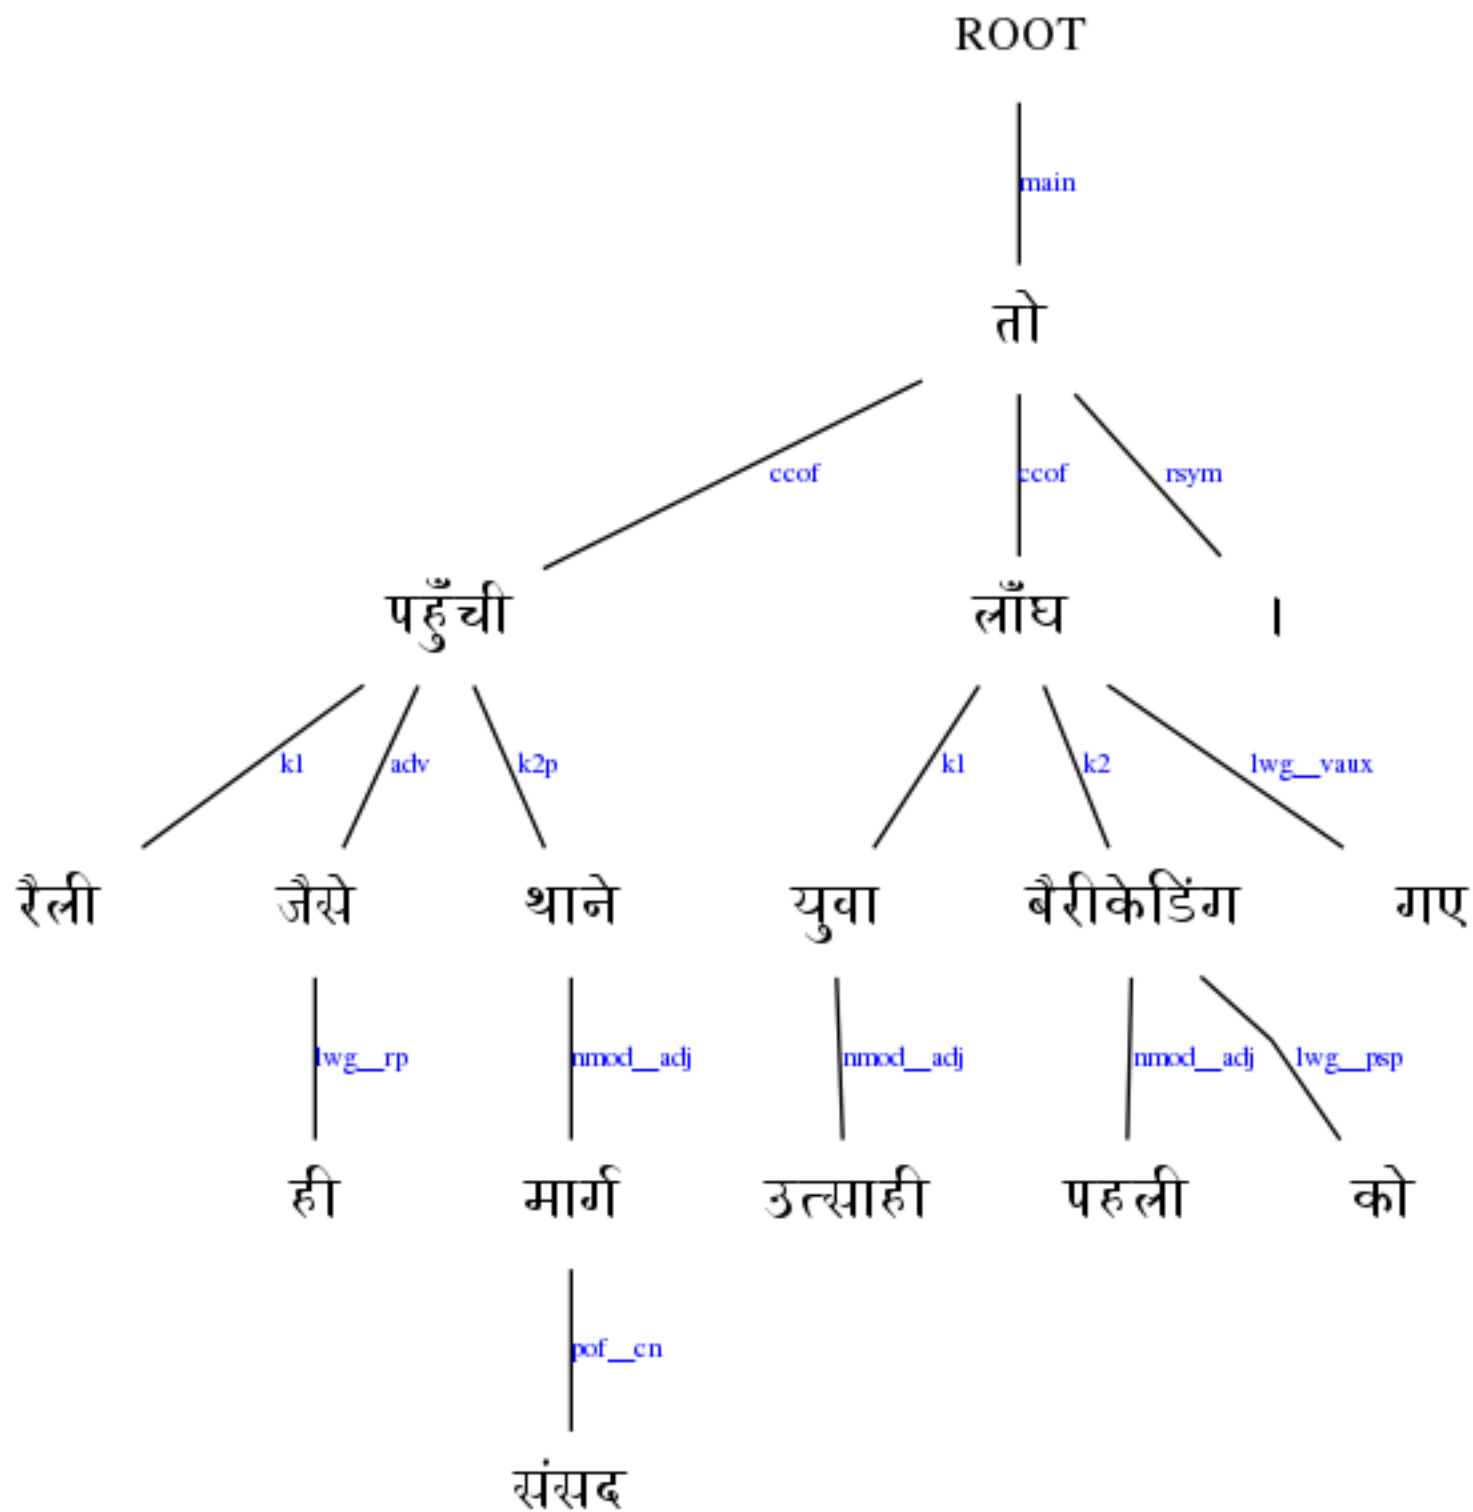 ROOT
main
तो
ccof ccof rsym
पहुँची लाँघ ।
k1 adv k2p k1 k2 lwg__vaux
रैली जैसे थाने युवा बैरीकेडिंग गए
lwg__rp nmod__adj nmod__adj nmod__adj lwg__psp
ही मार्ग उत्साही पहली को
pof__cn
संसद